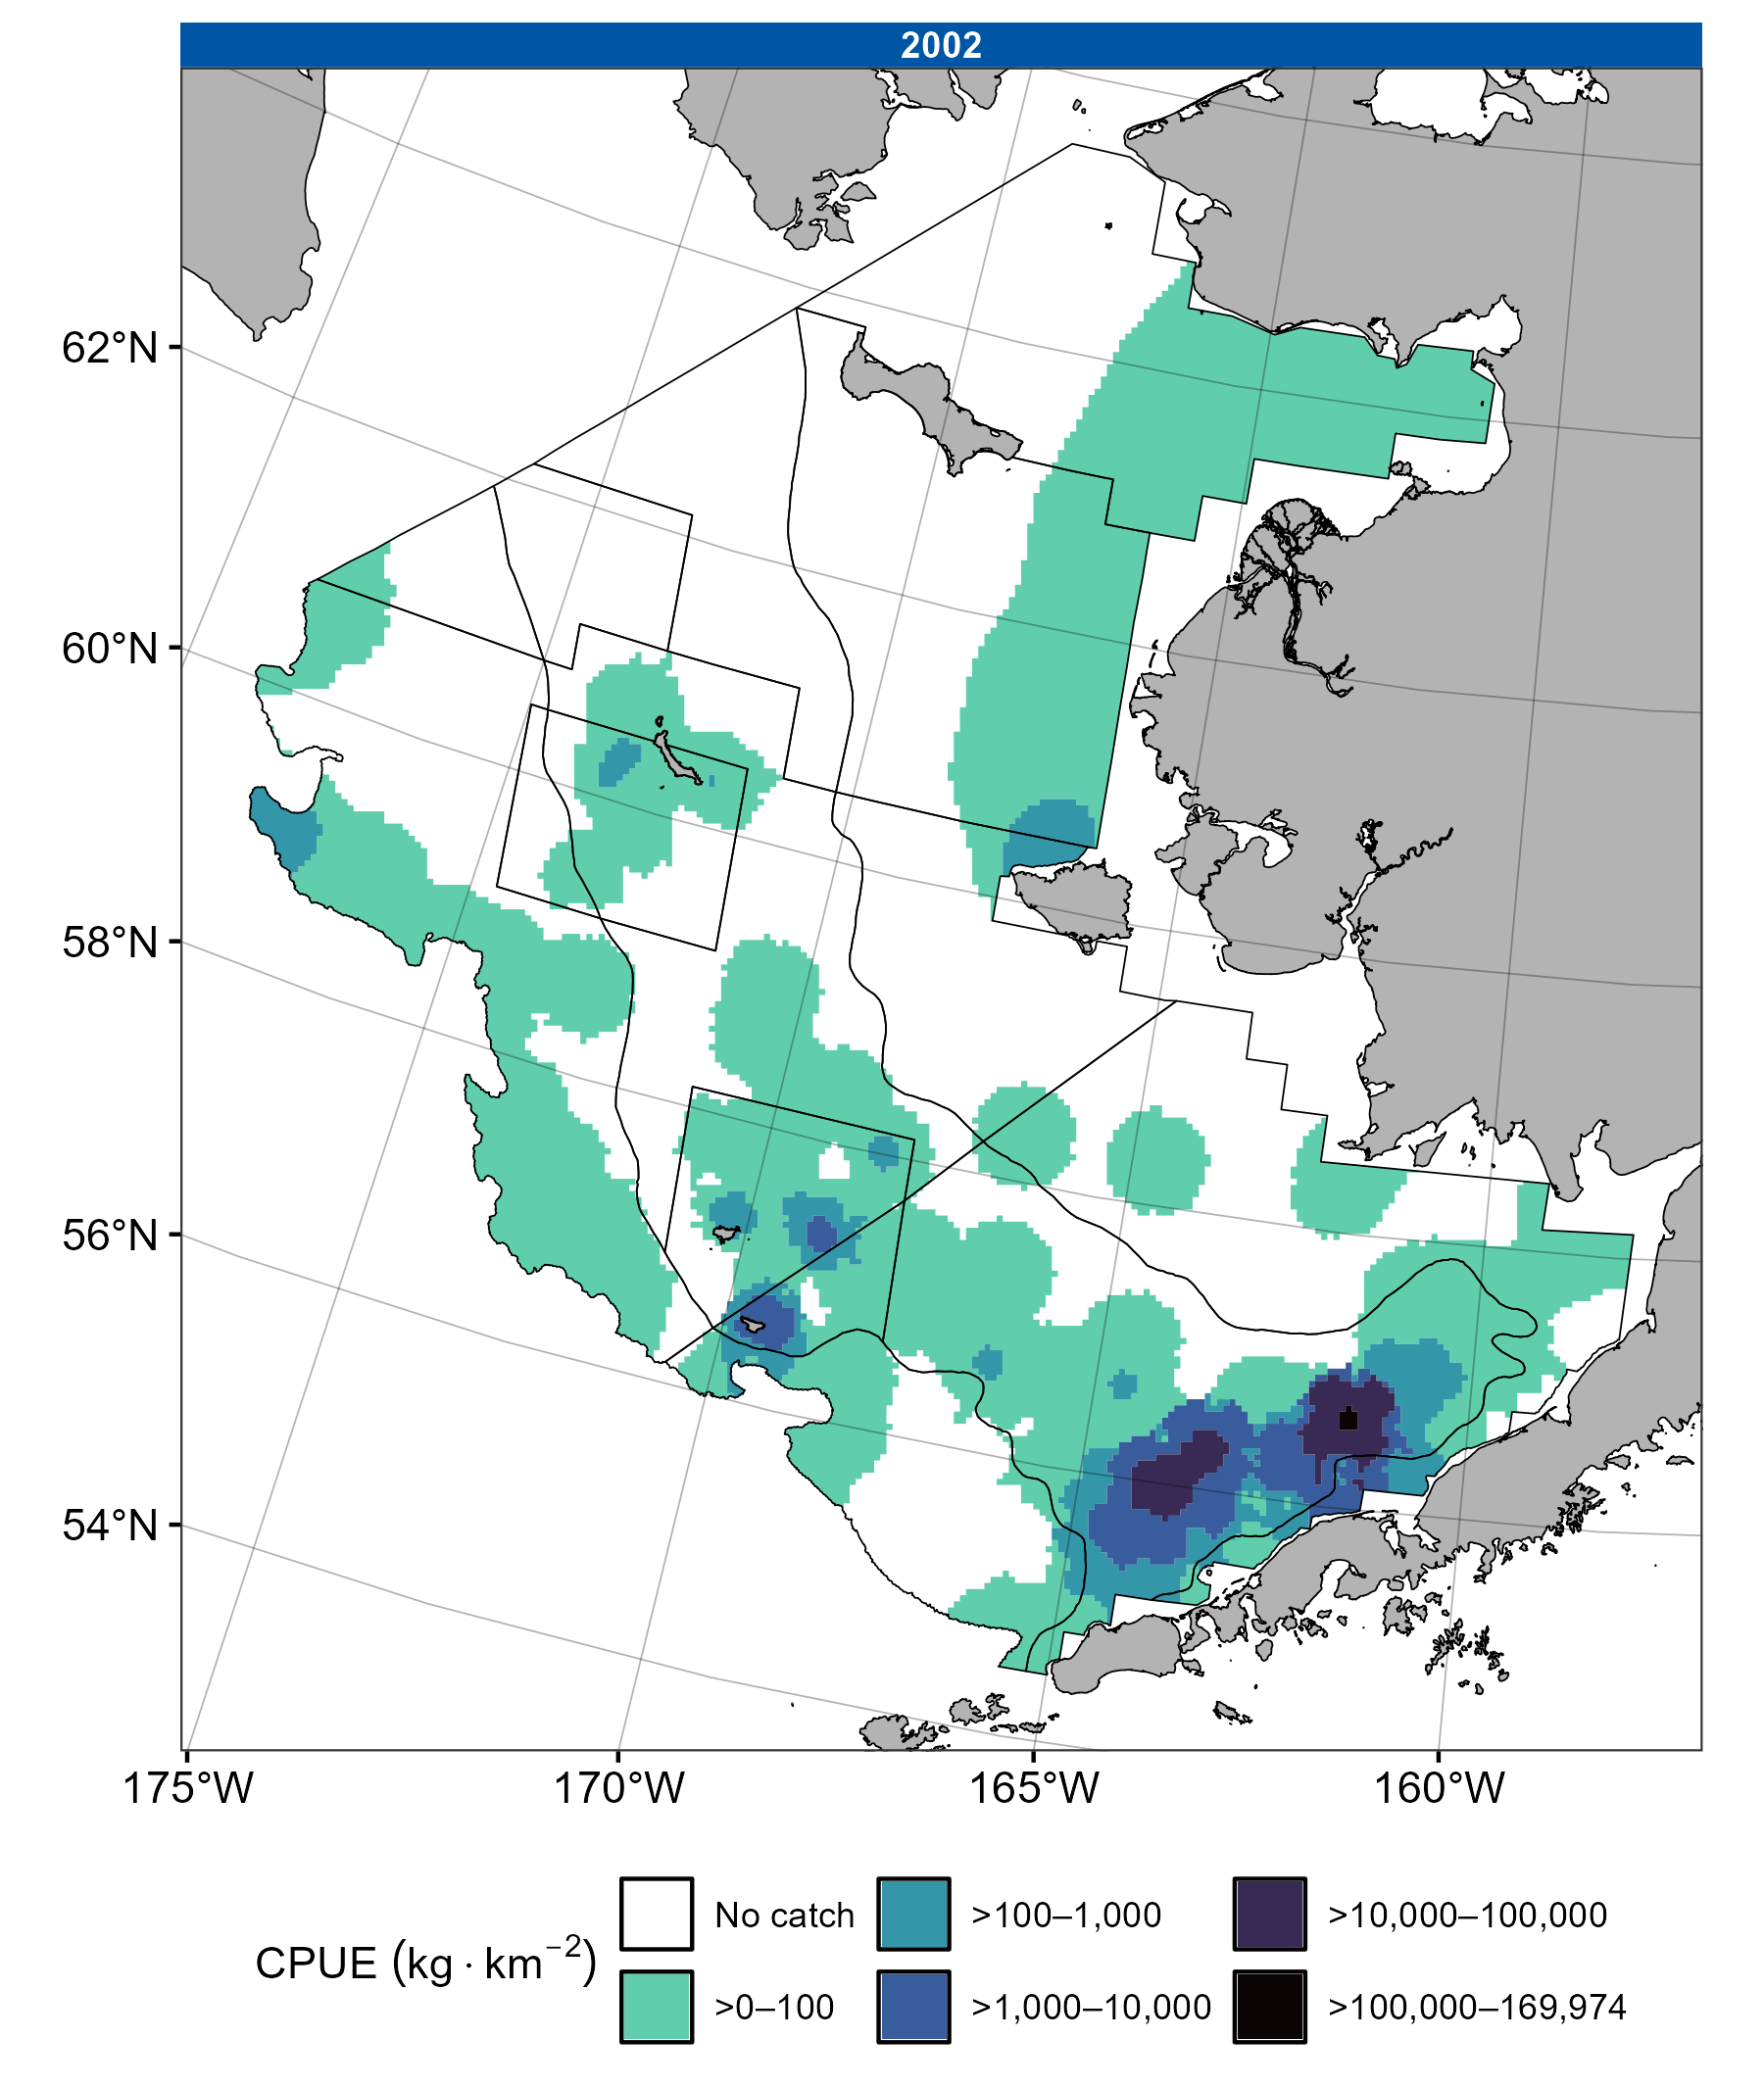 2002
62°N
60°N
58°N
56°N
54°N
175°W 170°W 165°W 160°W
CPUE (kg · km⁻²)
No catch >100–1,000 >10,000–100,000
>0–100 >1,000–10,000 >100,000–169,974